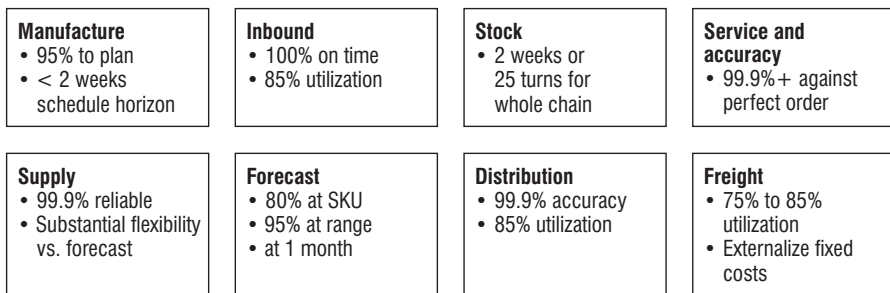 Manufacture
• 95% to plan
• < 2 weeks
schedule horizon
Inbound
• 100% on time
• 85% utilization
Stock
• 2 weeks or
25 turns for
whole chain
Service and
accuracy
• 99.9%+ against
perfect order
Supply
• 99.9% reliable
• Substantial flexibility
vs. forecast
Forecast
• 80% at SKU
• 95% at range
• at 1 month
Distribution
• 99.9% accuracy
• 85% utilization
Freight
• 75% to 85%
utilization
• Externalize fixed
costs